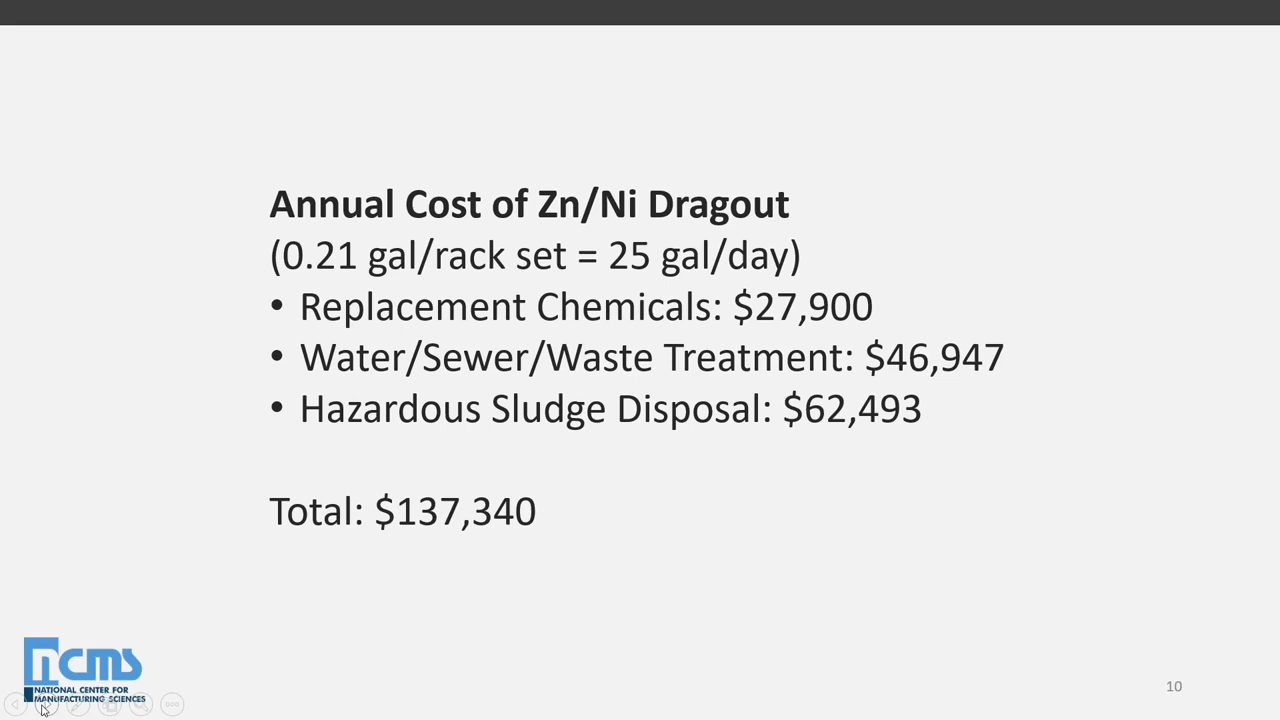 Annual Cost of Zn/Ni Dragout
(0.21 gal/rack set = 25 gal/day)
• Replacement Chemicals: $27,900
• Water/Sewer/Waste Treatment: $46,947
• Hazardous Sludge Disposal: $62,493
Total: $137,340
ncms
NATIONAL CENTER FOR
MANUFACTURING SCIENCES
10